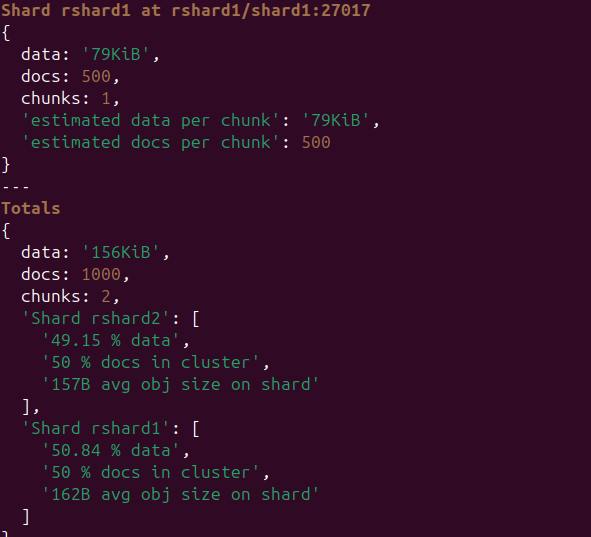 Shard rshard1 at rshard1/shard1:27017
{
  data: '79KiB',
  docs: 500,
  chunks: 1,
  'estimated data per chunk': '79KiB',
  'estimated docs per chunk': 500
}
---
Totals
{
  data: '156KiB',
  docs: 1000,
  chunks: 2,
  'Shard rshard2': [
    '49.15 % data',
    '50 % docs in cluster',
    '157B avg obj size on shard'
  ],
  'Shard rshard1': [
    '50.84 % data',
    '50 % docs in cluster',
    '162B avg obj size on shard'
  ]
}